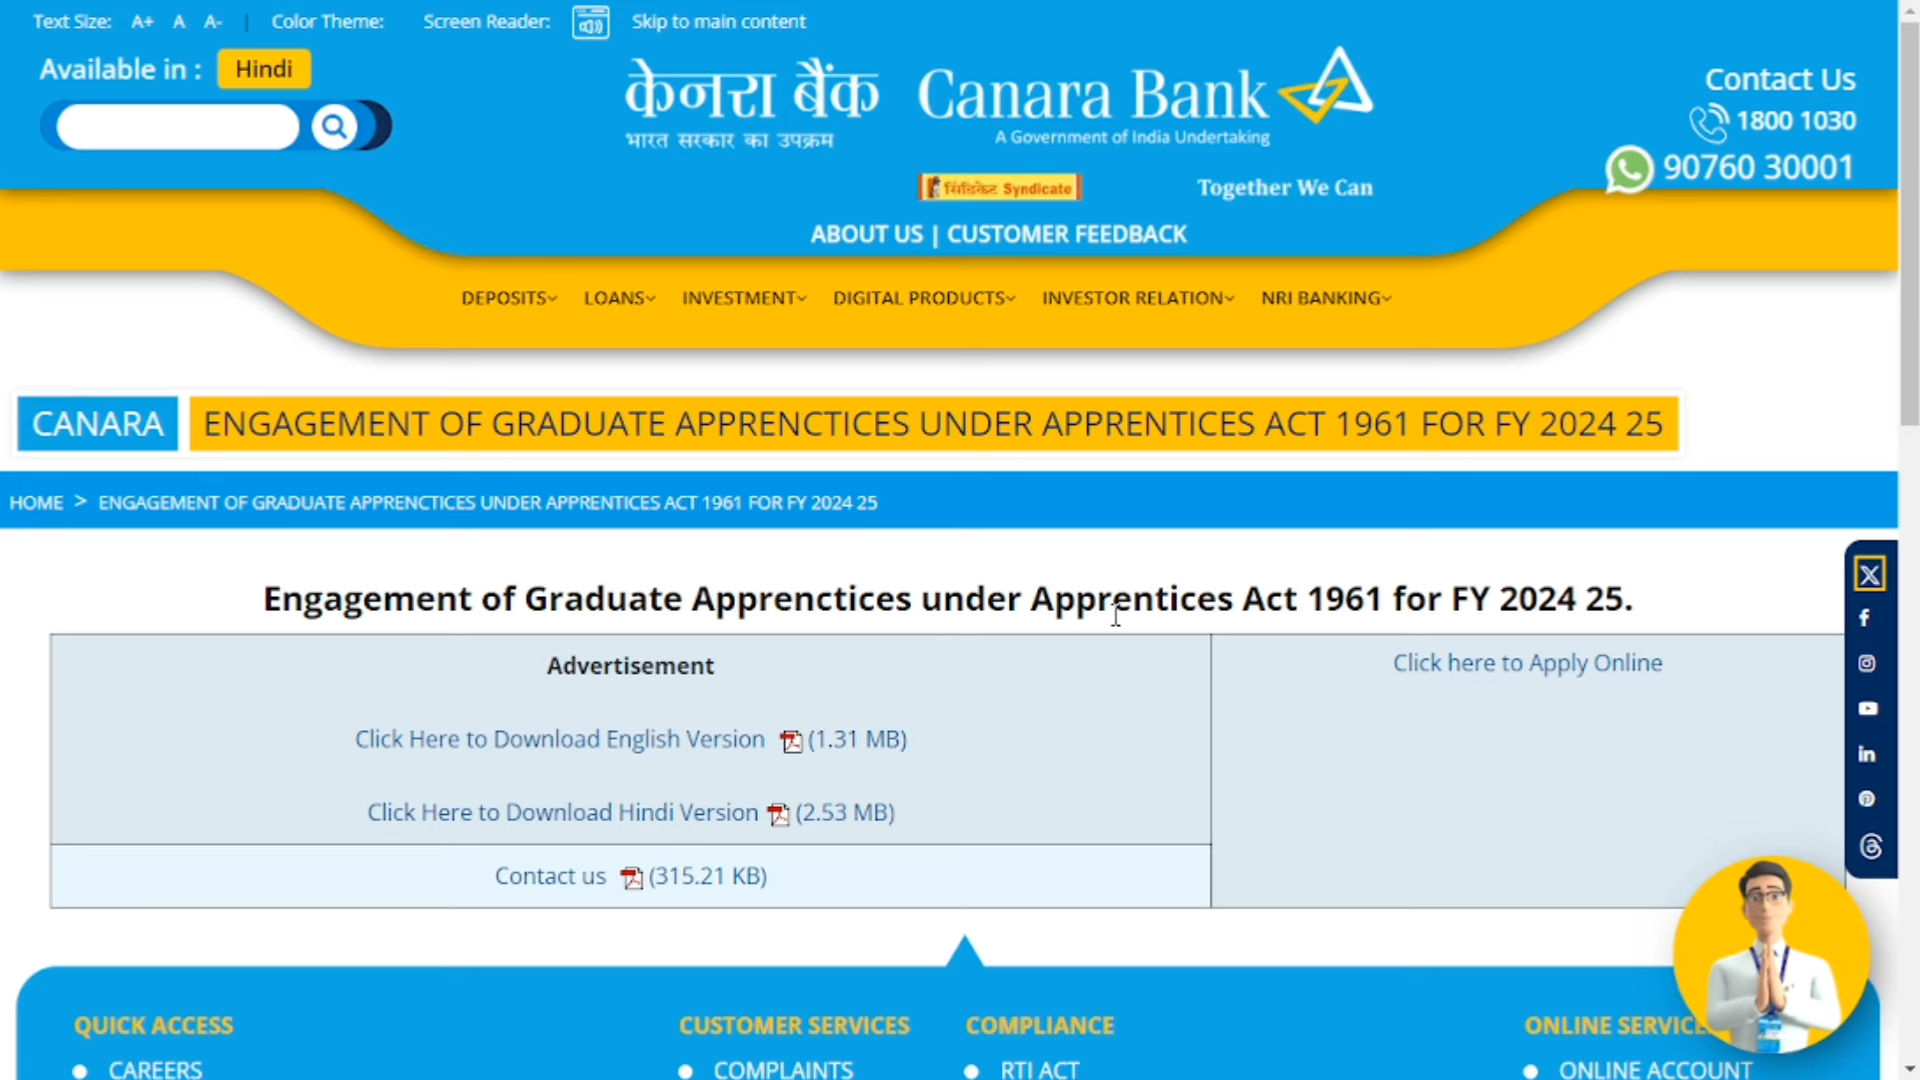 Text Size: A+ A A- | Color Theme: Screen Reader: Skip to main content
Available in : Hindi
केनरा बैंक Canara Bank
भारत सरकार का उपक्रम A Government of India Undertaking
सिंडिकेट Syndicate Together We Can
Contact Us
1800 1030
90760 30001
ABOUT US | CUSTOMER FEEDBACK
DEPOSITS LOANS INVESTMENT DIGITAL PRODUCTS INVESTOR RELATION NRI BANKING
CANARA ENGAGEMENT OF GRADUATE APPRENCTICES UNDER APPRENTICES ACT 1961 FOR FY 2024 25
HOME > ENGAGEMENT OF GRADUATE APPRENCTICES UNDER APPRENTICES ACT 1961 FOR FY 2024 25
Engagement of Graduate Apprenctices under Apprentices Act 1961 for FY 2024 25.
Advertisement
Click Here to Download English Version (1.31 MB)
Click Here to Download Hindi Version (2.53 MB)
Contact us (315.21 KB)
Click here to Apply Online
QUICK ACCESS
CAREERS
CUSTOMER SERVICES
COMPLAINTS
COMPLIANCE
RTI ACT
ONLINE
ONLINE ACCOUNT